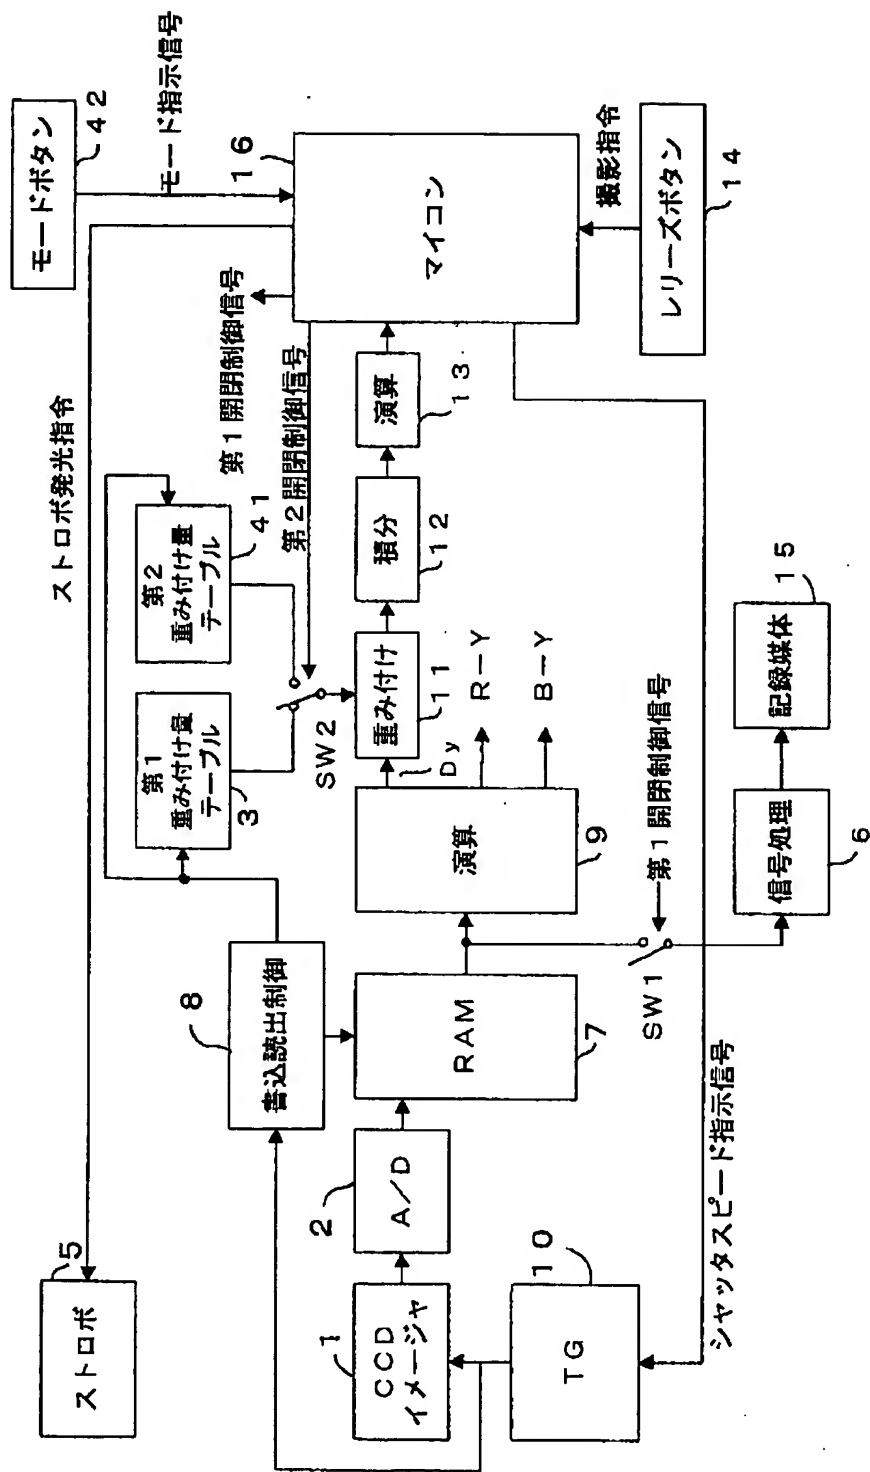 ストロボ
5
ストロボ発光指令
モードボタン
42
モード指示信号
書込読出制御
8
第1
重み付け量
テーブル
3
第2
重み付け量
テーブル
41
第1開閉制御信号
第2開閉制御信号
SW2
マイコン
16
CCD
イメージャ
1
A/D
2
RAM
7
演算
9
Dy
R-Y
B-Y
重み付け
11
積分
12
演算
13
撮影指令
レリーズボタン
14
TG
10
シャッタスピード指示信号
SW1
第1開閉制御信号
信号処理
6
記録媒体
15